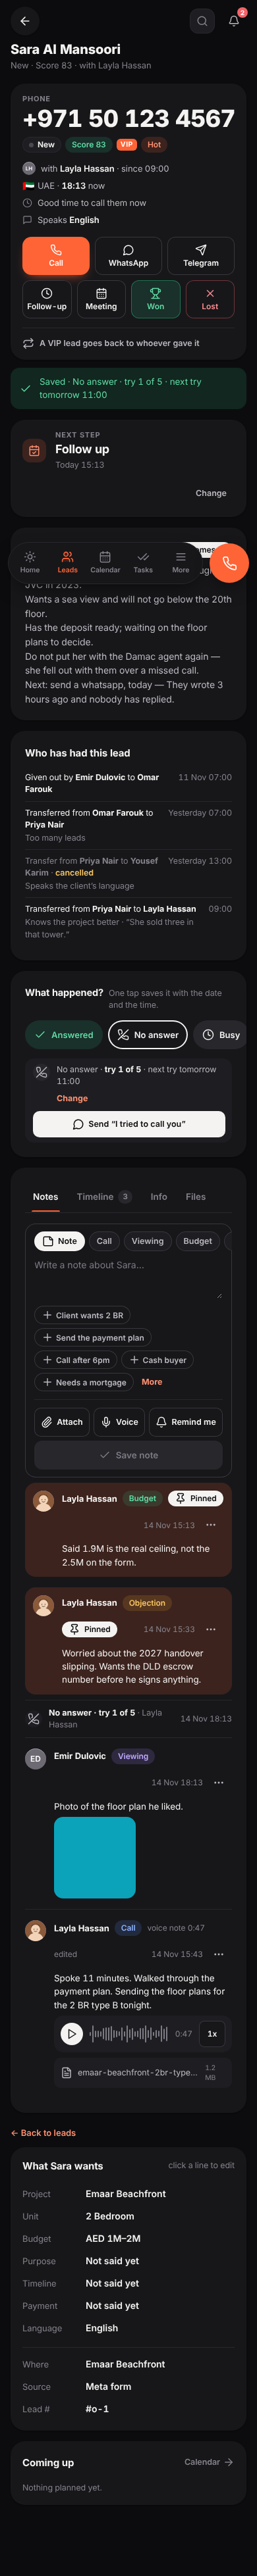 2
Sara Al Mansoori
New · Score 83 · with Layla Hassan
PHONE
+971 50 123 4567
New Score 83 VIP Hot
LH with Layla Hassan · since 09:00
UAE · 18:13 now
Good time to call them now
Speaks English
Call WhatsApp Telegram
Follow-up Meeting Won Lost
A VIP lead goes back to whoever gave it
Saved · No answer · try 1 of 5 · next try
tomorrow 11:00
NEXT STEP
Follow up
Today 15:13
Change
Home Leads Calendar Tasks More
JVC in 2023.
Wants a sea view and will not go below the 20th
floor.
Has the deposit ready; waiting on the floor
plans to decide.
Do not put her with the Damac agent again —
she fell out with them over a missed call.
Next: send a whatsapp, today — They wrote 3
hours ago and nobody has replied.
Who has had this lead
Given out by Emir Dulovic to Omar
Farouk
11 Nov 07:00
Transferred from Omar Farouk to
Priya Nair
Yesterday 07:00
Too many leads
Transfer from Priya Nair to Yousef
Karim · cancelled
Yesterday 13:00
Speaks the client's language
Transferred from Priya Nair to Layla Hassan
09:00
Knows the project better · “She sold three in
that tower.”
What happened? One tap saves it with the date
and the time.
Answered No answer Busy
No answer · try 1 of 5 · next try tomorrow
11:00
Change
Send “I tried to call you”
Notes Timeline 3 Info Files
Note Call Viewing Budget
Write a note about Sara…
Client wants 2 BR
Send the payment plan
Call after 6pm Cash buyer
Needs a mortgage More
Attach Voice Remind me
Save note
Layla Hassan Budget Pinned
14 Nov 15:13
Said 1.9M is the real ceiling, not the
2.5M on the form.
Layla Hassan Objection
Pinned 14 Nov 15:33
Worried about the 2027 handover
slipping. Wants the DLD escrow
number before he signs anything.
No answer · try 1 of 5 · Layla
Hassan
14 Nov 18:13
ED Emir Dulovic Viewing
14 Nov 18:13
Photo of the floor plan he liked.
Layla Hassan Call voice note 0:47
edited 14 Nov 15:43
Spoke 11 minutes. Walked through the
payment plan. Sending the floor plans for
the 2 BR type B tonight.
0:47 1x
emaar-beachfront-2br-type… 1.2
MB
← Back to leads
What Sara wants click a line to edit
Project Emaar Beachfront
Unit 2 Bedroom
Budget AED 1M–2M
Purpose Not said yet
Timeline Not said yet
Payment Not said yet
Language English
Where Emaar Beachfront
Source Meta form
Lead # #o-1
Coming up Calendar
Nothing planned yet.